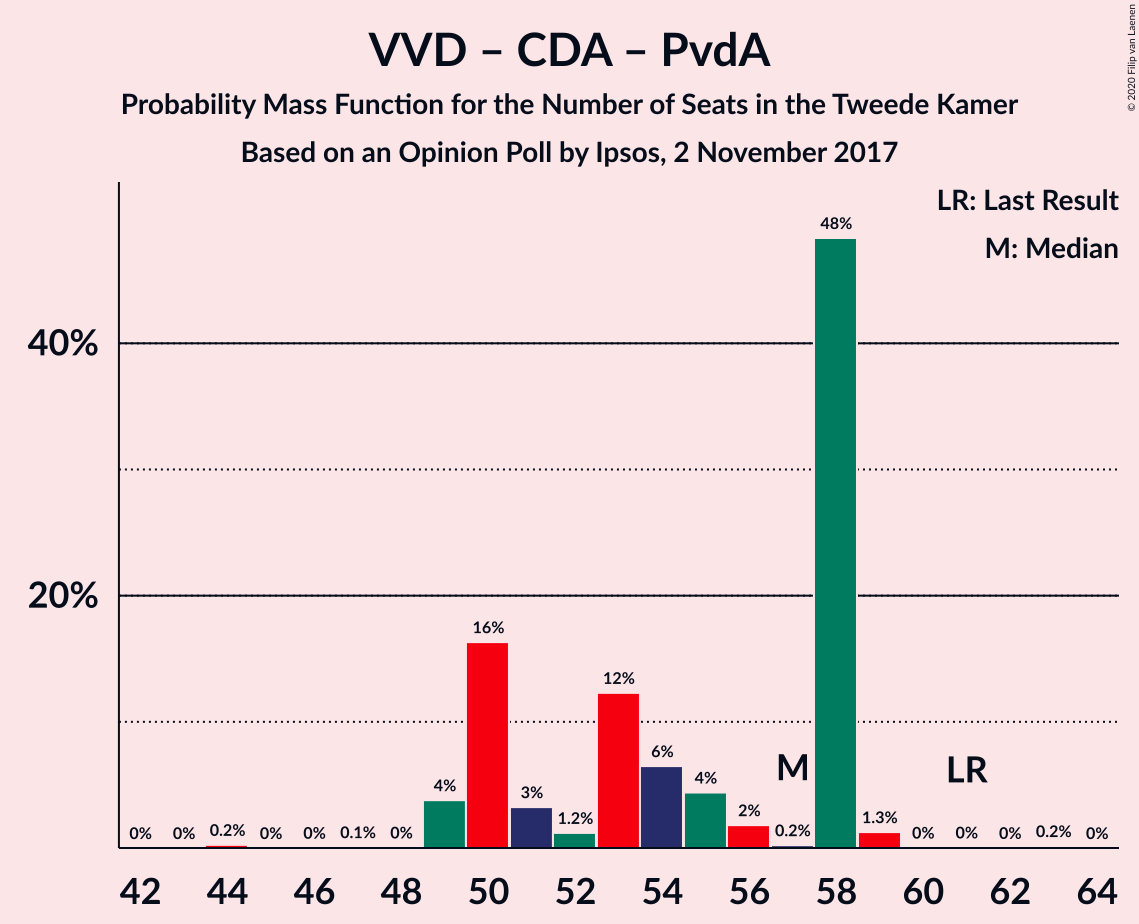 VVD – CDA – PvdA
Probability Mass Function for the Number of Seats in the Tweede Kamer
Based on an Opinion Poll by Ipsos, 2 November 2017
© 2020 Filip van Laenen
LR: Last Result
M: Median
48%
40%
20%
16%
12%
6%
4%
4%
3%
2%
1.2%
1.3%
0% 0% 0.2% 0% 0% 0.1% 0% 0.2% 0% 0% 0% 0.2% 0%
M LR
42 44 46 48 50 52 54 56 58 60 62 64